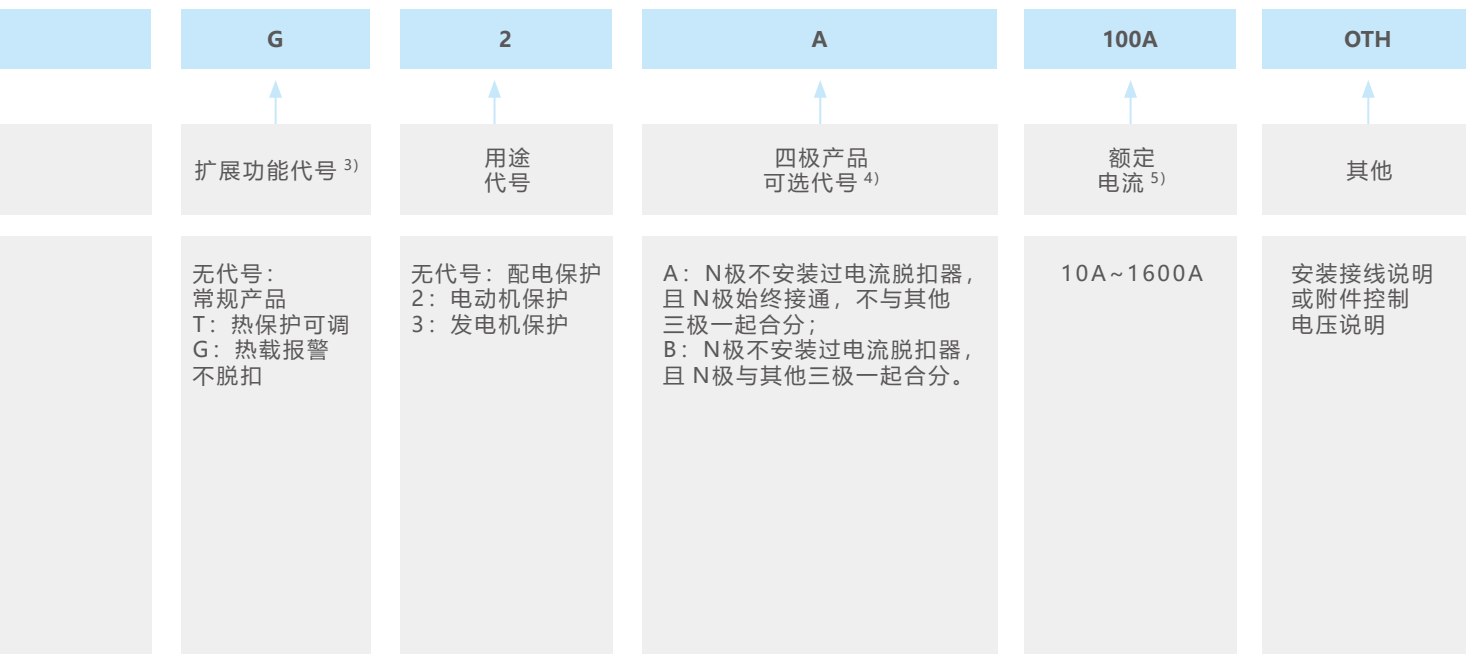 G
2
A
100A
OTH
扩展功能代号 3)
用途
代号
四极产品
可选代号 4)
额定
电流 5)
其他
无代号：
常规产品
T：热保护可调
G：热载报警
不脱扣
无代号：配电保护
2：电动机保护
3：发电机保护
A：N极不安装过电流脱扣器，
且 N极始终接通，不与其他
三极一起合分；
B：N极不安装过电流脱扣器，
且 N极与其他三极一起合分。
10A~1600A
安装接线说明
或附件控制
电压说明